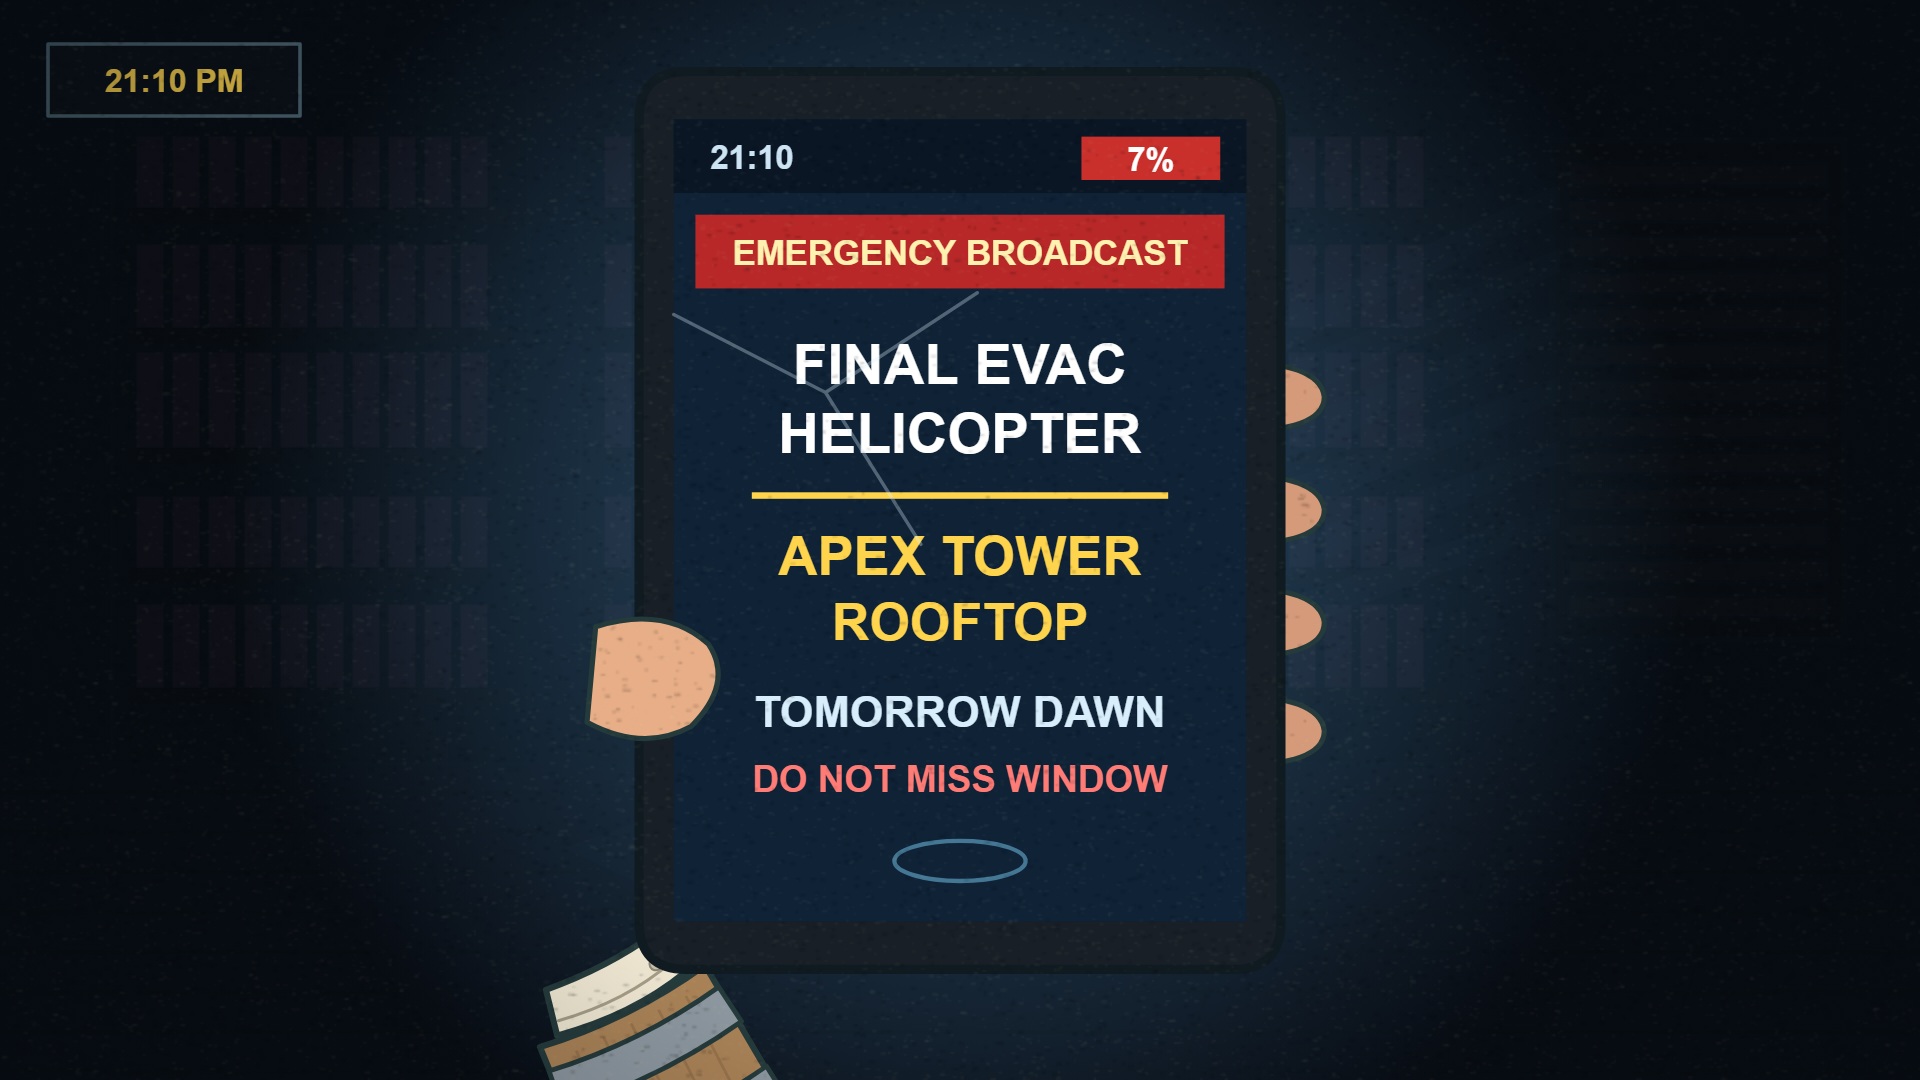 21:10 PM
21:10
7%
EMERGENCY BROADCAST
FINAL EVAC
HELICOPTER
APEX TOWER
ROOFTOP
TOMORROW DAWN
DO NOT MISS WINDOW